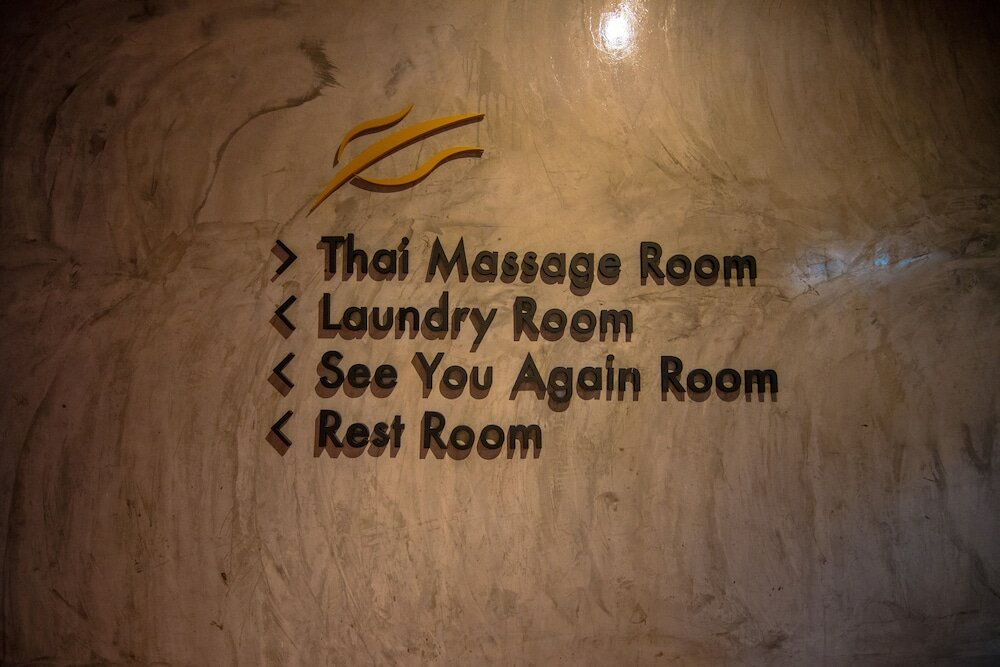 > Thai Massage Room
< Laundry Room
< See You Again Room
< Rest Room